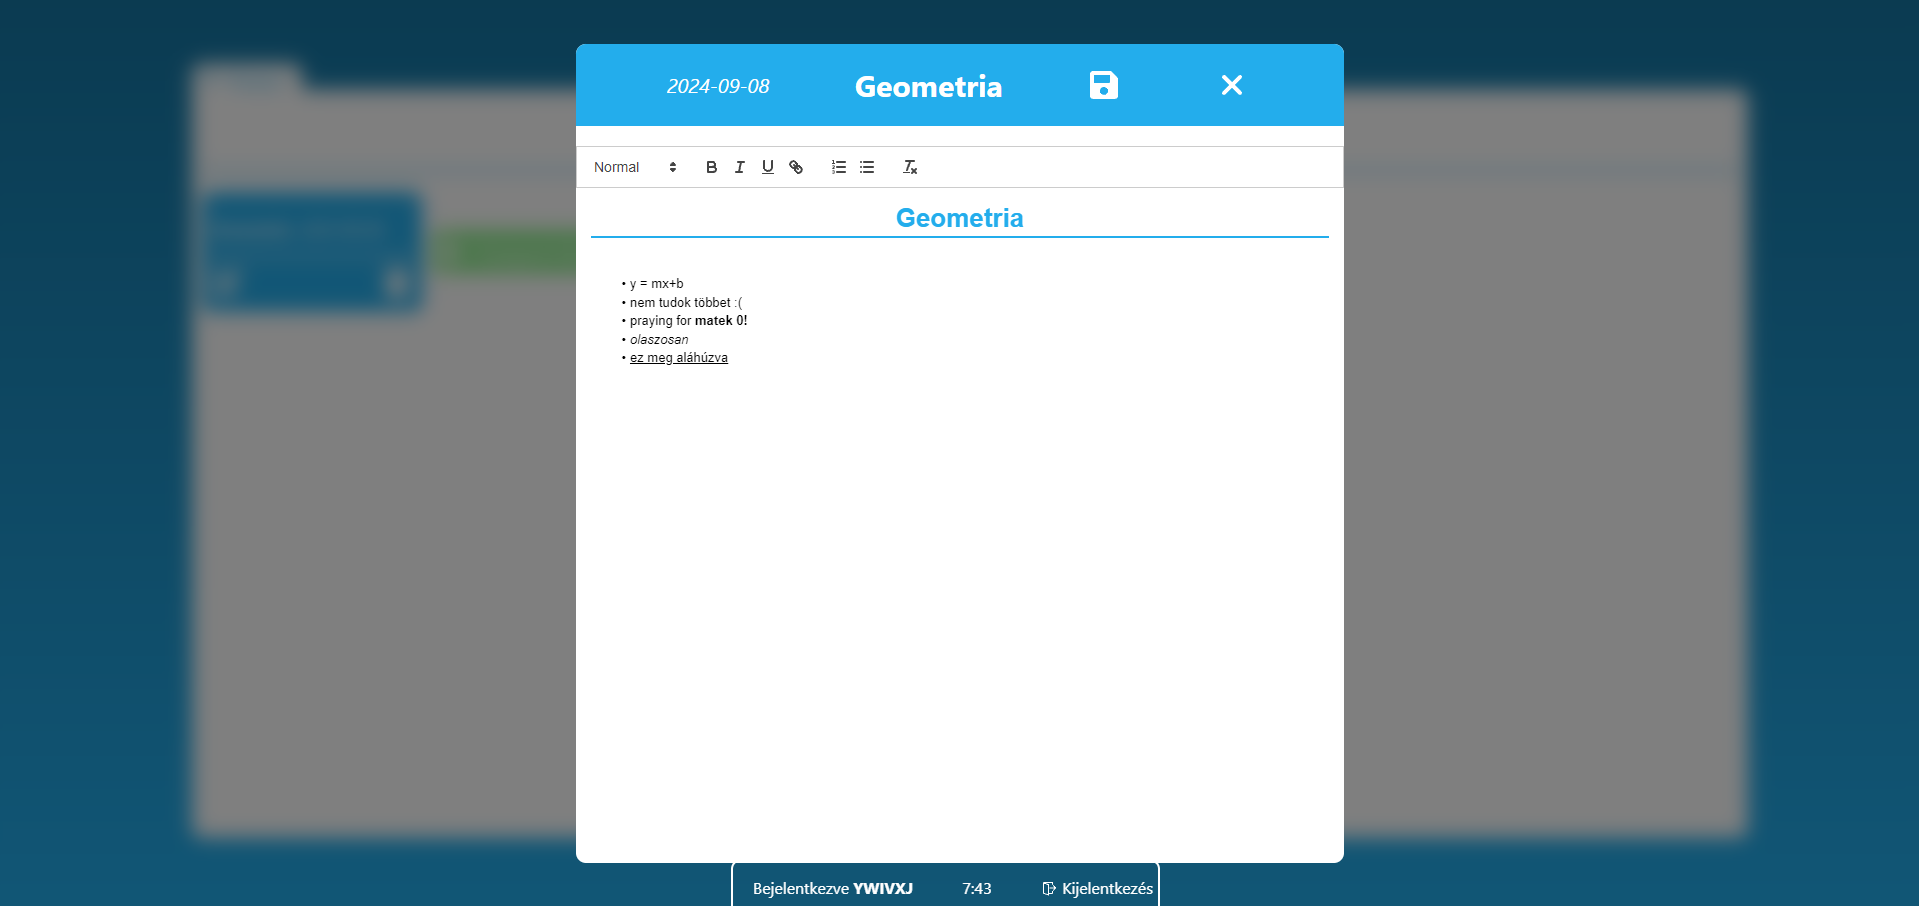 2024-09-08 Geometria
Normal
Geometria
• y = mx+b
• nem tudok többet :(
• praying for matek 0!
• olaszosan
• ez meg aláhúzva
Bejelentkezve YWIVXJ 7:43 Kijelentkezés